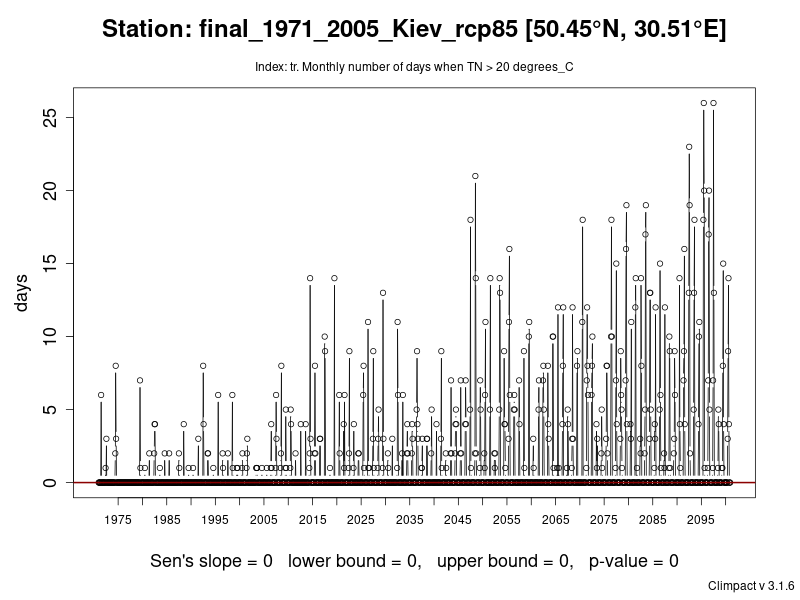 Station: final_1971_2005_Kiev_rcp85 [50.45°N, 30.51°E]
Index: tr. Monthly number of days when TN > 20 degrees_C
days
25
20
15
10
5
0
1975 1985 1995 2005 2015 2025 2035 2045 2055 2065 2075 2085 2095
Sen's slope = 0 lower bound = 0, upper bound = 0, p-value = 0
Climpact v 3.1.6